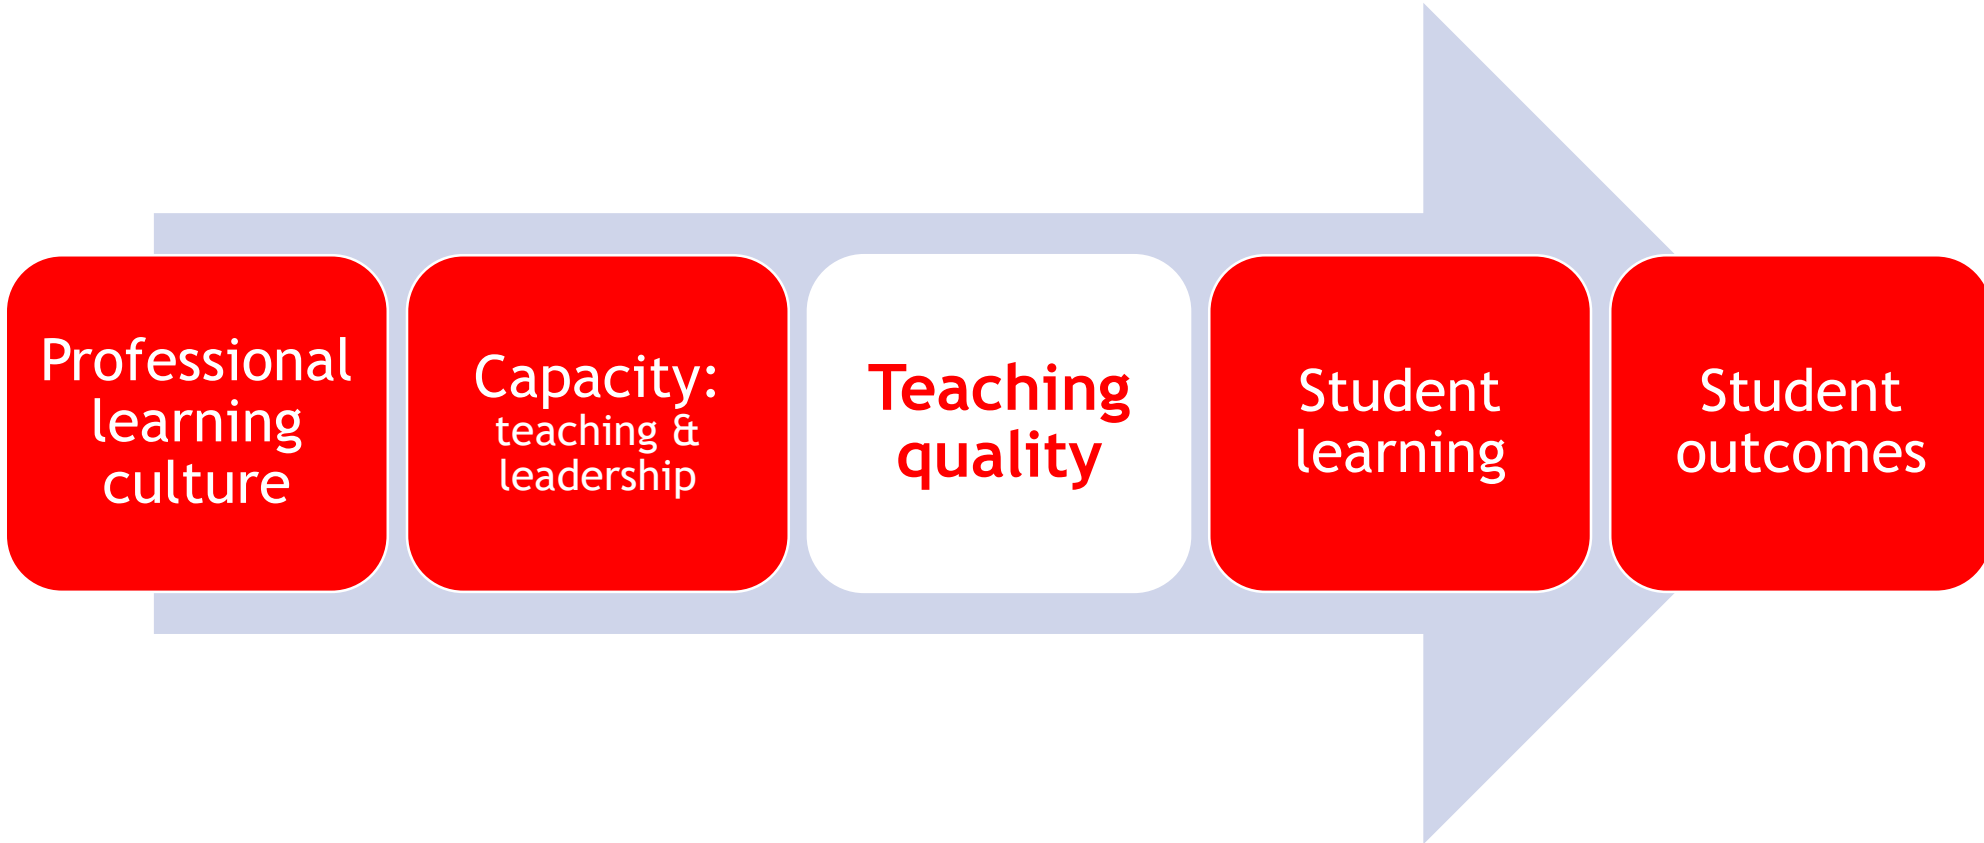 Professional
learning
culture
Capacity:
teaching &
leadership
Teaching
quality
Student
learning
Student
outcomes